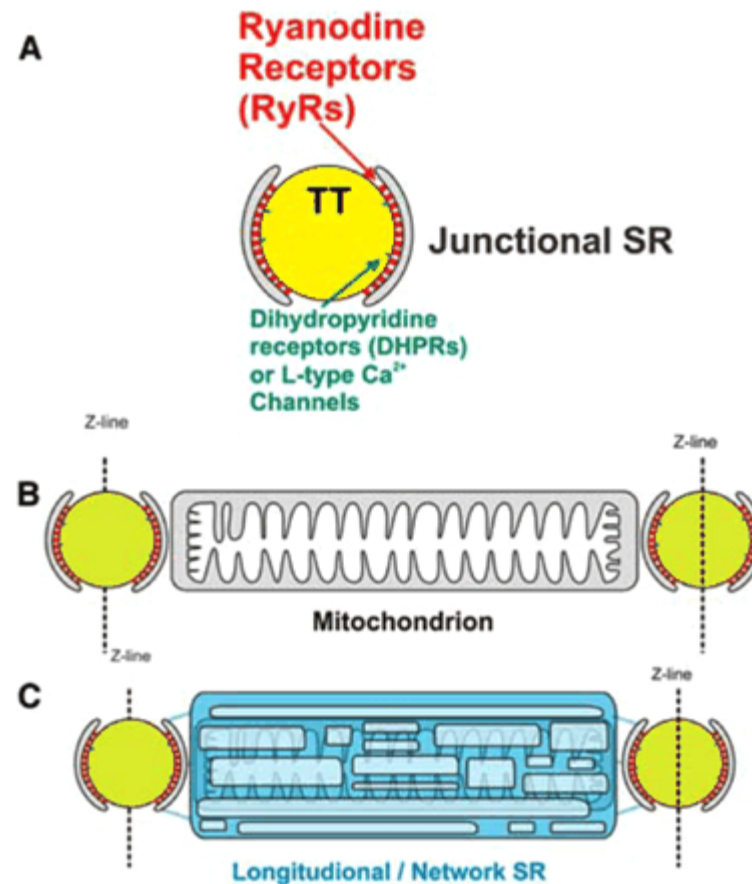 A
Ryanodine
Receptors
(RyRs)
TT
Junctional SR
Dihydropyridine
receptors (DHPRs)
or L-type Ca²⁺
Channels
Z-line
Z-line
B
Mitochondrion
Z-line
Z-line
C
Longitudional / Network SR